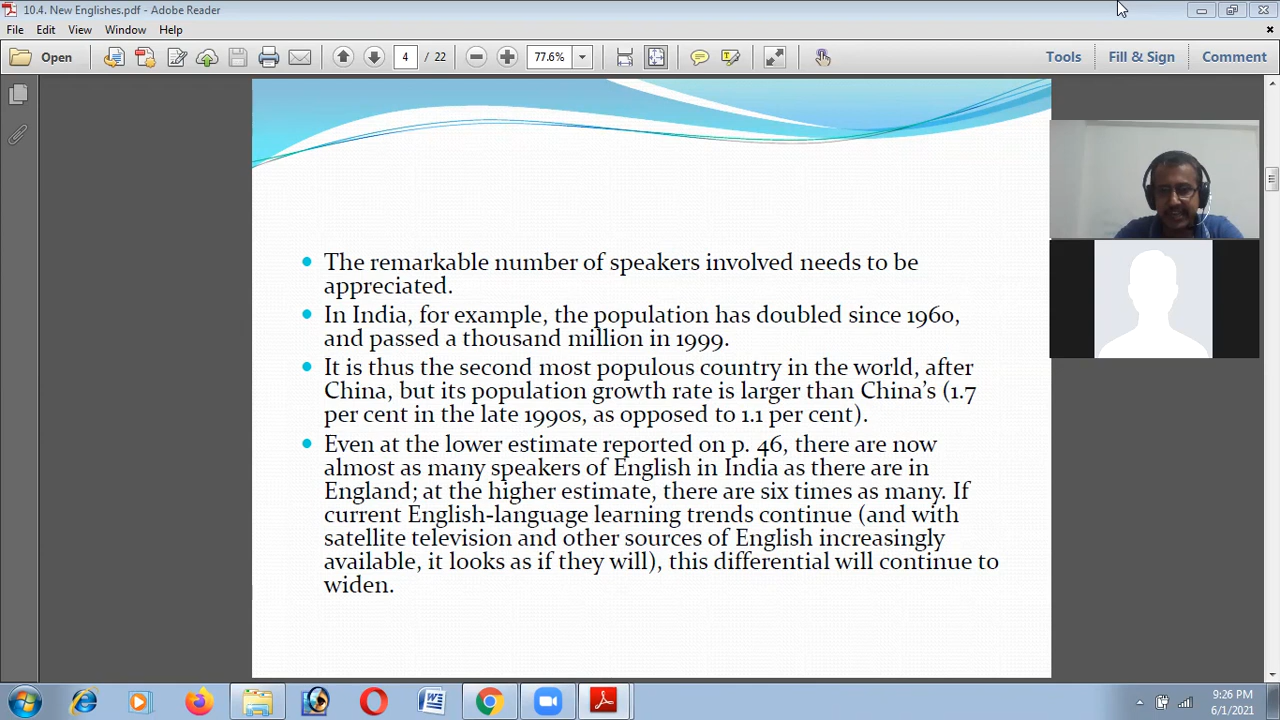 10.4. New Englishes.pdf - Adobe Reader
File Edit View Window Help
Open 4 / 22 77.6% Tools Fill & Sign Comment
The remarkable number of speakers involved needs to be
appreciated.
In India, for example, the population has doubled since 1960,
and passed a thousand million in 1999.
It is thus the second most populous country in the world, after
China, but its population growth rate is larger than China's (1.7
per cent in the late 1990s, as opposed to 1.1 per cent).
Even at the lower estimate reported on p. 46, there are now
almost as many speakers of English in India as there are in
England; at the higher estimate, there are six times as many. If
current English-language learning trends continue (and with
satellite television and other sources of English increasingly
available, it looks as if they will), this differential will continue to
widen.
9:26 PM
6/1/2021